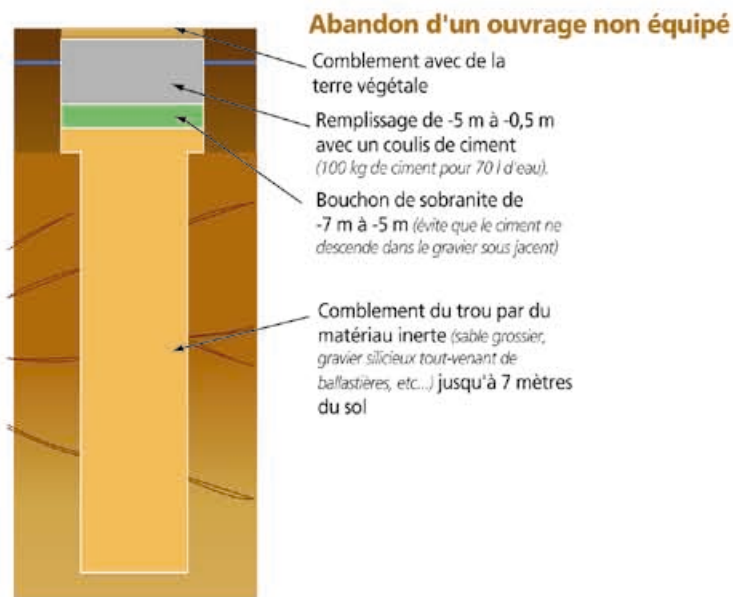 Abandon d'un ouvrage non équipé
Comblement avec de la
terre végétale
Remplissage de -5 m à -0,5 m
avec un coulis de ciment
(100 kg de ciment pour 70 l d'eau).
Bouchon de sobranite de
-7 m à -5 m (évite que le ciment ne
descende dans le gravier sous jacent)
Comblement du trou par du
matériau inerte (sable grossier,
gravier silicieux tout-venant de
ballastières, etc...) jusqu'à 7 mètres
du sol